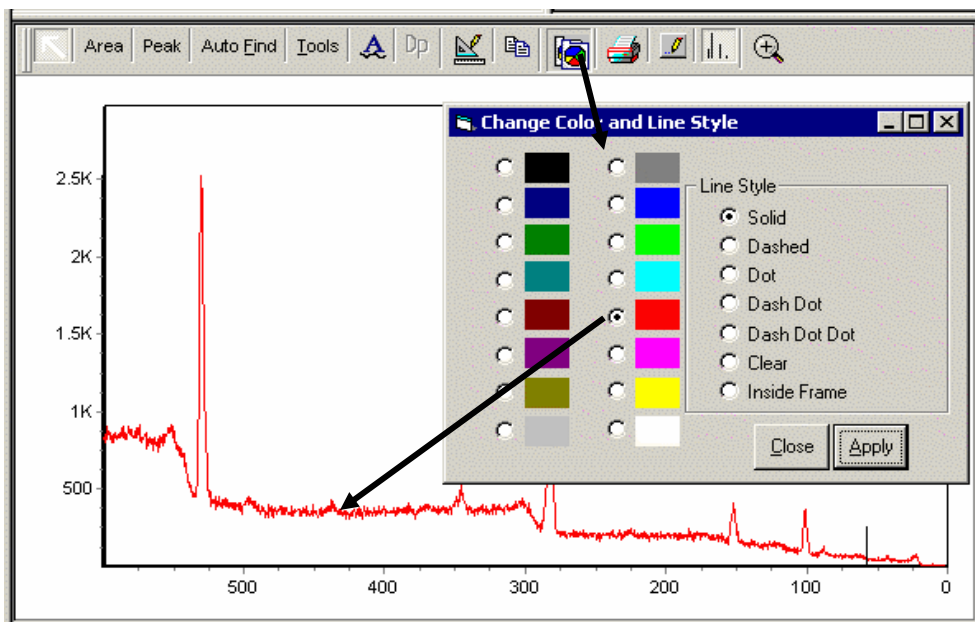 Area Peak Auto Find Tools A Dp
Change Color and Line Style
Line Style
Solid
Dashed
Dot
Dash Dot
Dash Dot Dot
Clear
Inside Frame
Close Apply
2.5K
2K
1.5K
1K
500
500 400 300 200 100 0